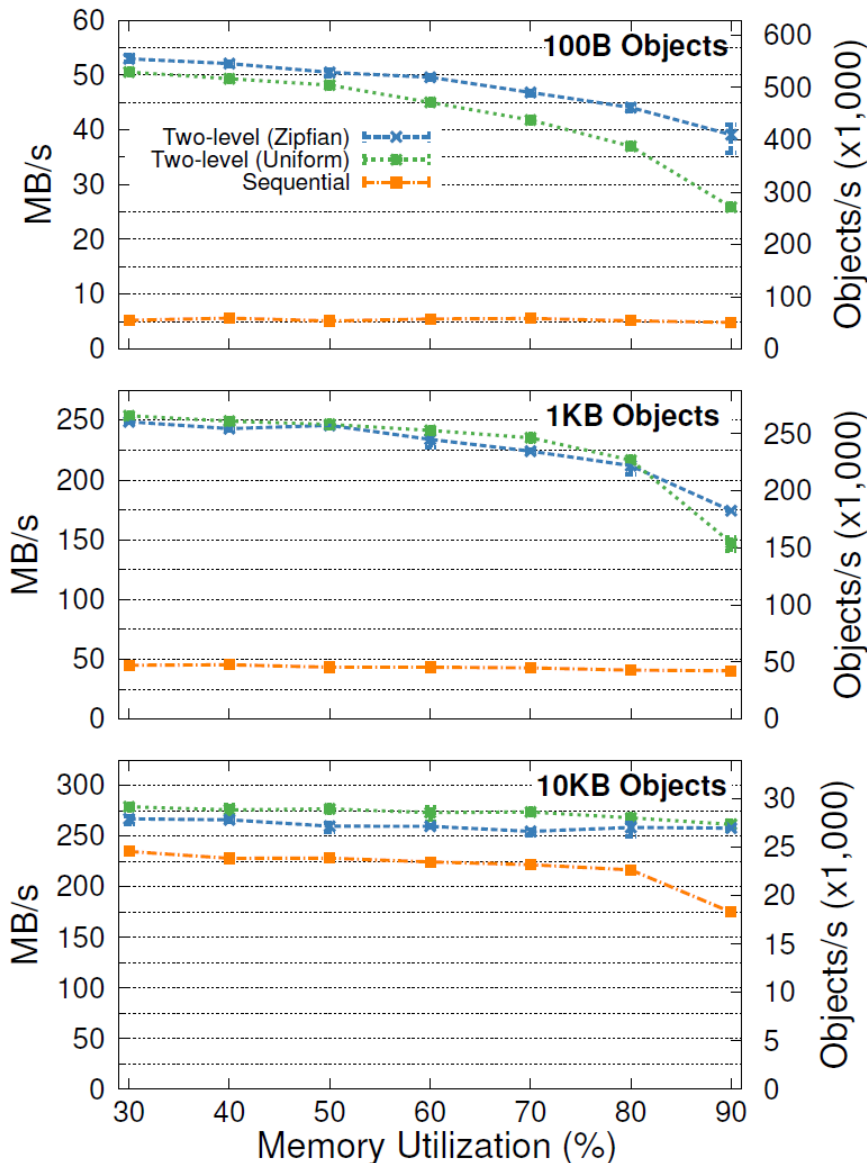 100B Objects
MB/s
60
50
40
30
20
10
0
Two-level (Zipfian)
Two-level (Uniform)
Sequential
600
500
400
300
200
100
0
Objects/s (x1,000)
1KB Objects
MB/s
250
200
150
100
50
0
250
200
150
100
50
0
Objects/s (x1,000)
10KB Objects
MB/s
300
250
200
150
100
50
0
30
25
20
15
10
5
0
Objects/s (x1,000)
30 40 50 60 70 80 90
Memory Utilization (%)